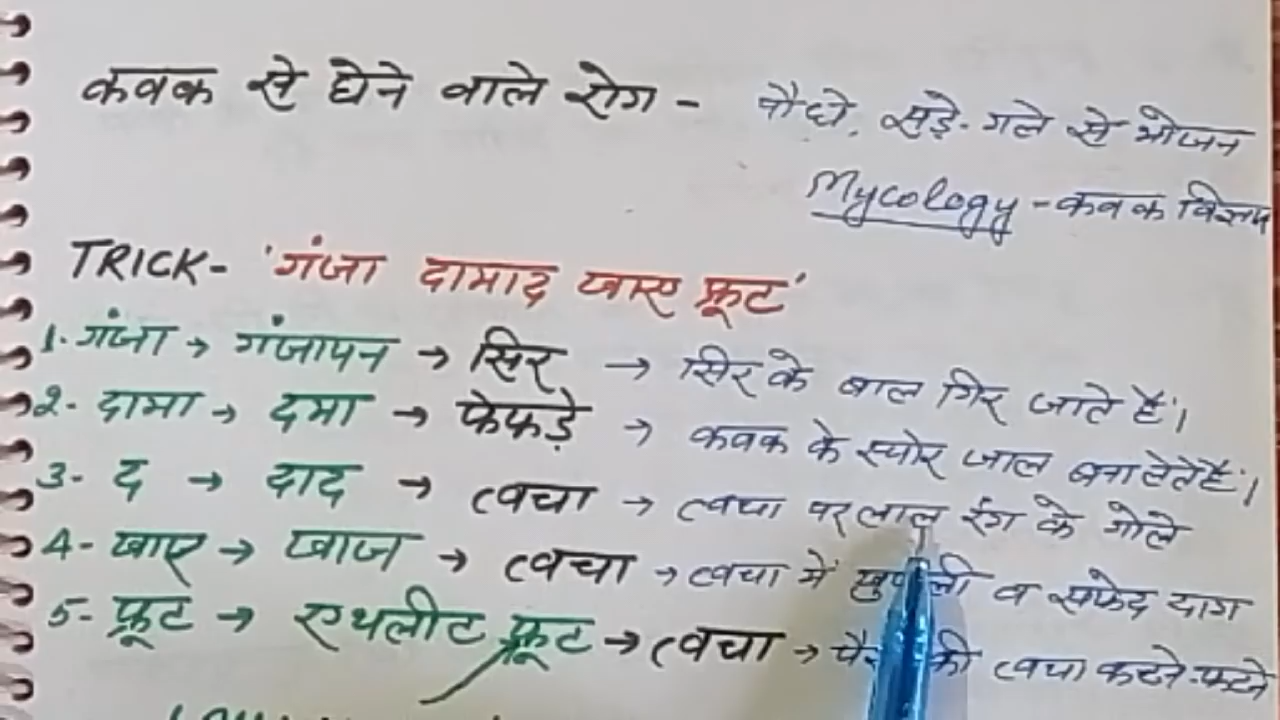 कवक से होने वाले रोग - पौधे, सड़े-गले से भोजन
Mycology - कवक विज्ञान
TRICK- 'गंजा दामाद खाए फ्रूट'
1. गंजा → गंजापन → सिर → सिर के बाल गिर जाते हैं।
2- दामा → दमा → फेफड़े → कवक के स्पोर जाल बना लेते हैं।
3- द → दाद → त्वचा → त्वचा पर लाल रंग के गोले
4- खाए → खाज → त्वचा → त्वचा में व सफेद दाग
5- फ्रूट → एथलीट फ्रूट → त्वचा → की त्वचा कटने-फटने